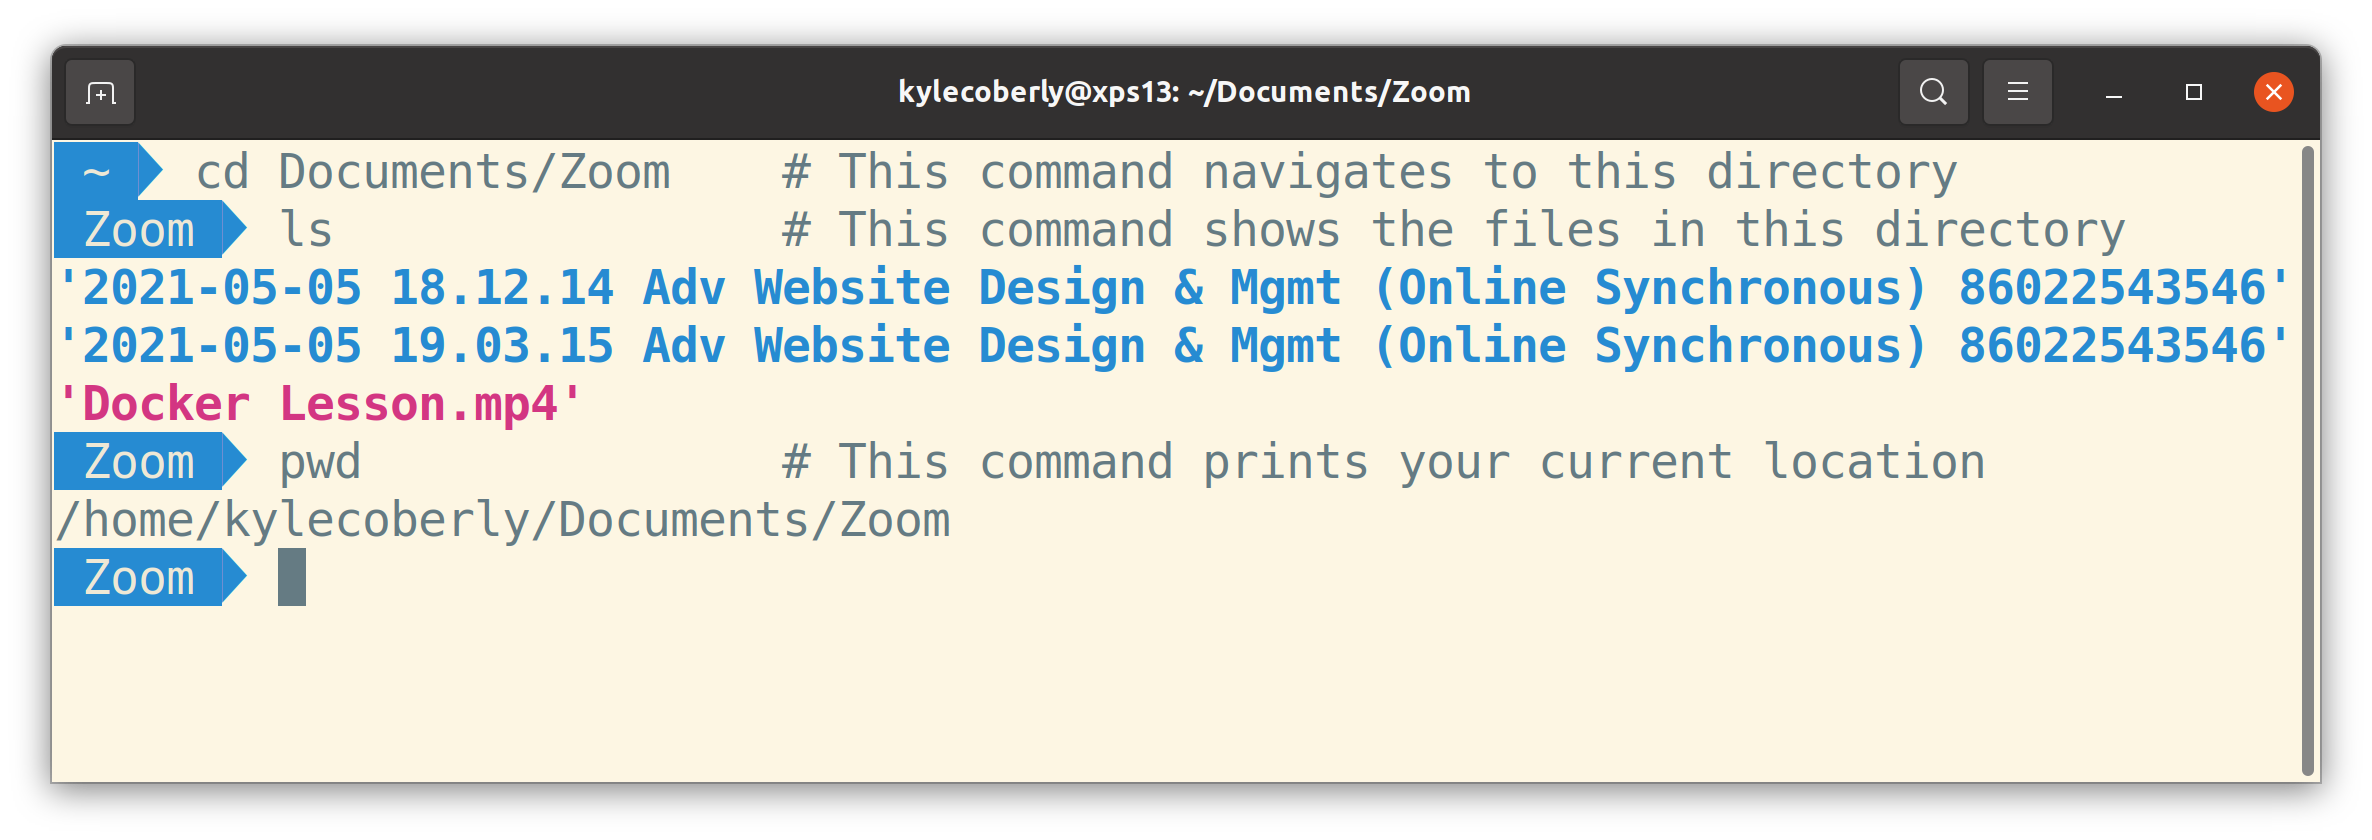 kylecoberly@xps13: ~/Documents/Zoom
~ cd Documents/Zoom    # This command navigates to this directory
Zoom ls                # This command shows the files in this directory
'2021-05-05 18.12.14 Adv Website Design & Mgmt (Online Synchronous) 86022543546'
'2021-05-05 19.03.15 Adv Website Design & Mgmt (Online Synchronous) 86022543546'
'Docker Lesson.mp4'
Zoom pwd               # This command prints your current location
/home/kylecoberly/Documents/Zoom
Zoom